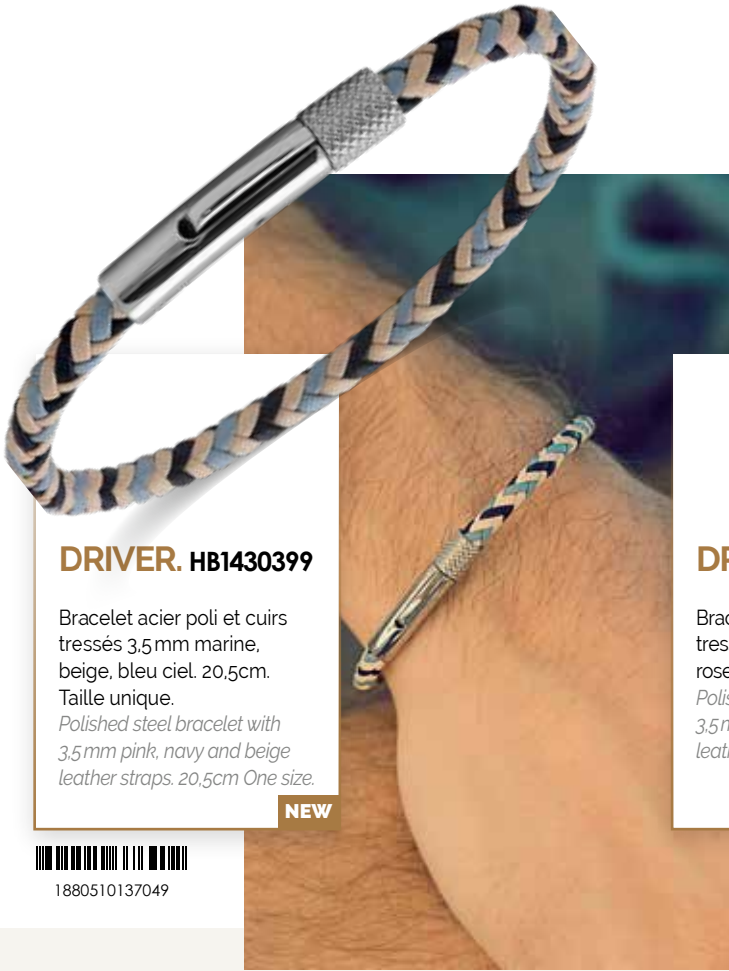 DRIVER. HB1430399
Bracelet acier poli et cuirs
tressés 3,5 mm marine,
beige, bleu ciel. 20,5cm.
Taille unique.
Polished steel bracelet with
3,5 mm pink, navy and beige
leather straps. 20,5cm One size.
NEW
1880510137049